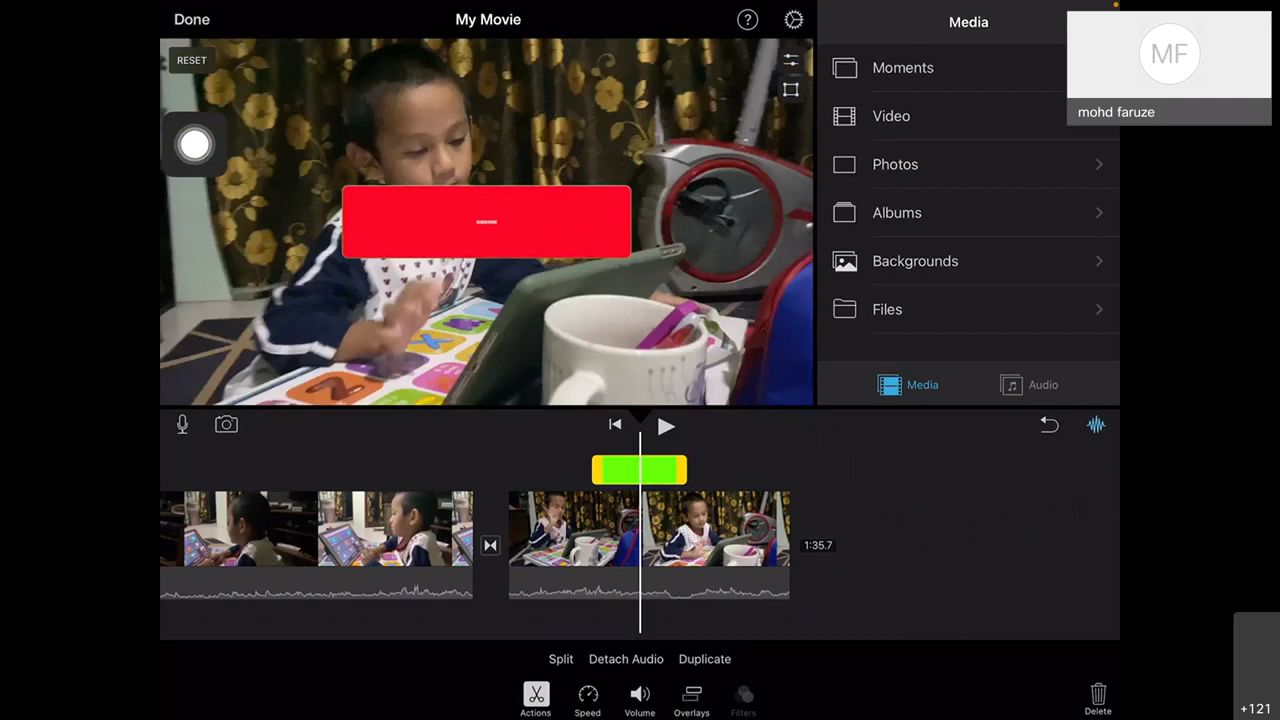 Done
My Movie
?
Media
RESET
MF
mohd faruze
Moments
Video
Photos
Albums
Backgrounds
Files
Media
Audio
1:35.7
Split
Detach Audio
Duplicate
Actions
Speed
Volume
Overlays
Filters
Delete
+121